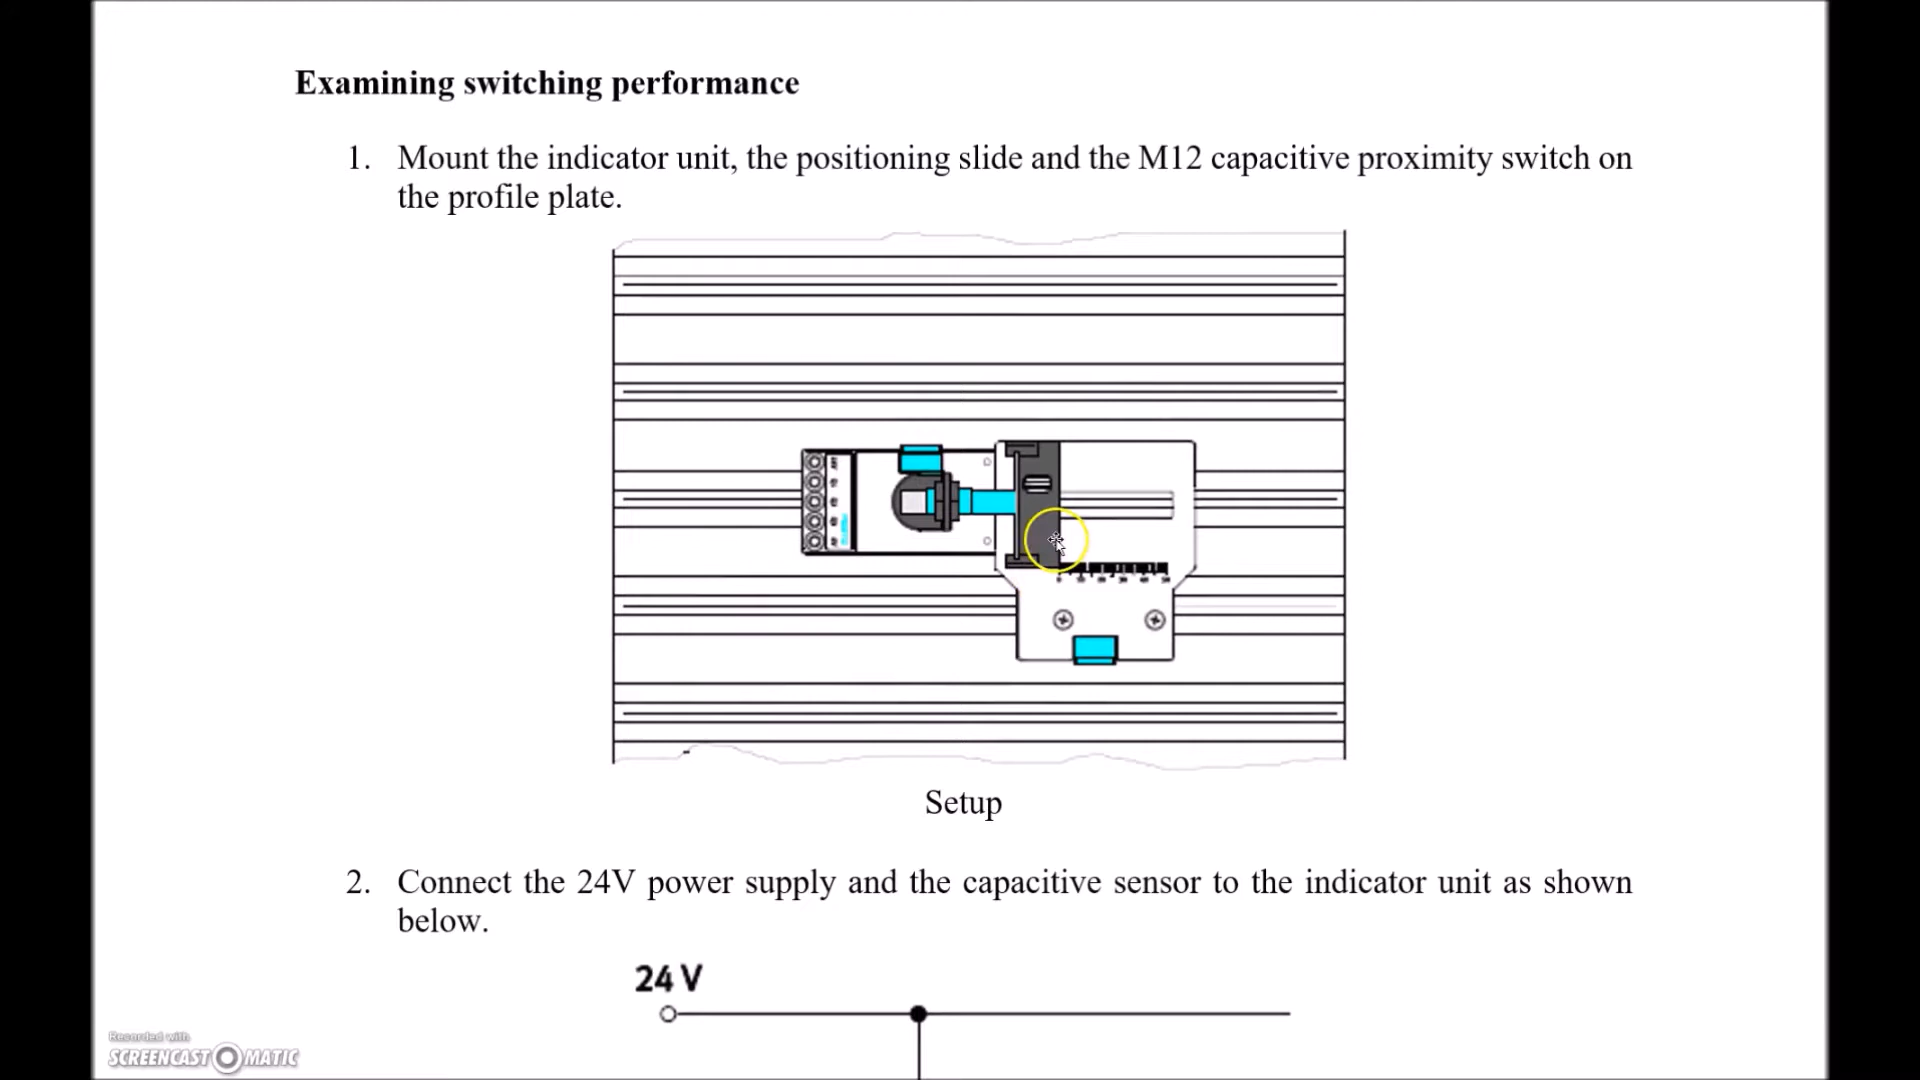 Examining switching performance
1. Mount the indicator unit, the positioning slide and the M12 capacitive proximity switch on
the profile plate.
Setup
2. Connect the 24V power supply and the capacitive sensor to the indicator unit as shown
below.
24 V
Recorded with
SCREENCAST MATIC